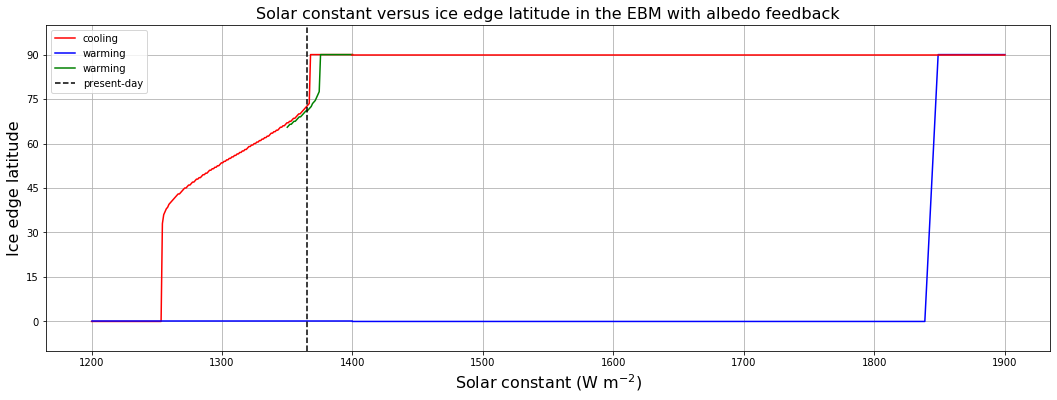 Solar constant versus ice edge latitude in the EBM with albedo feedback
cooling
warming
warming
present-day
Ice edge latitude
90
75
60
45
30
15
0
1200 1300 1400 1500 1600 1700 1800 1900
Solar constant (W m⁻²)